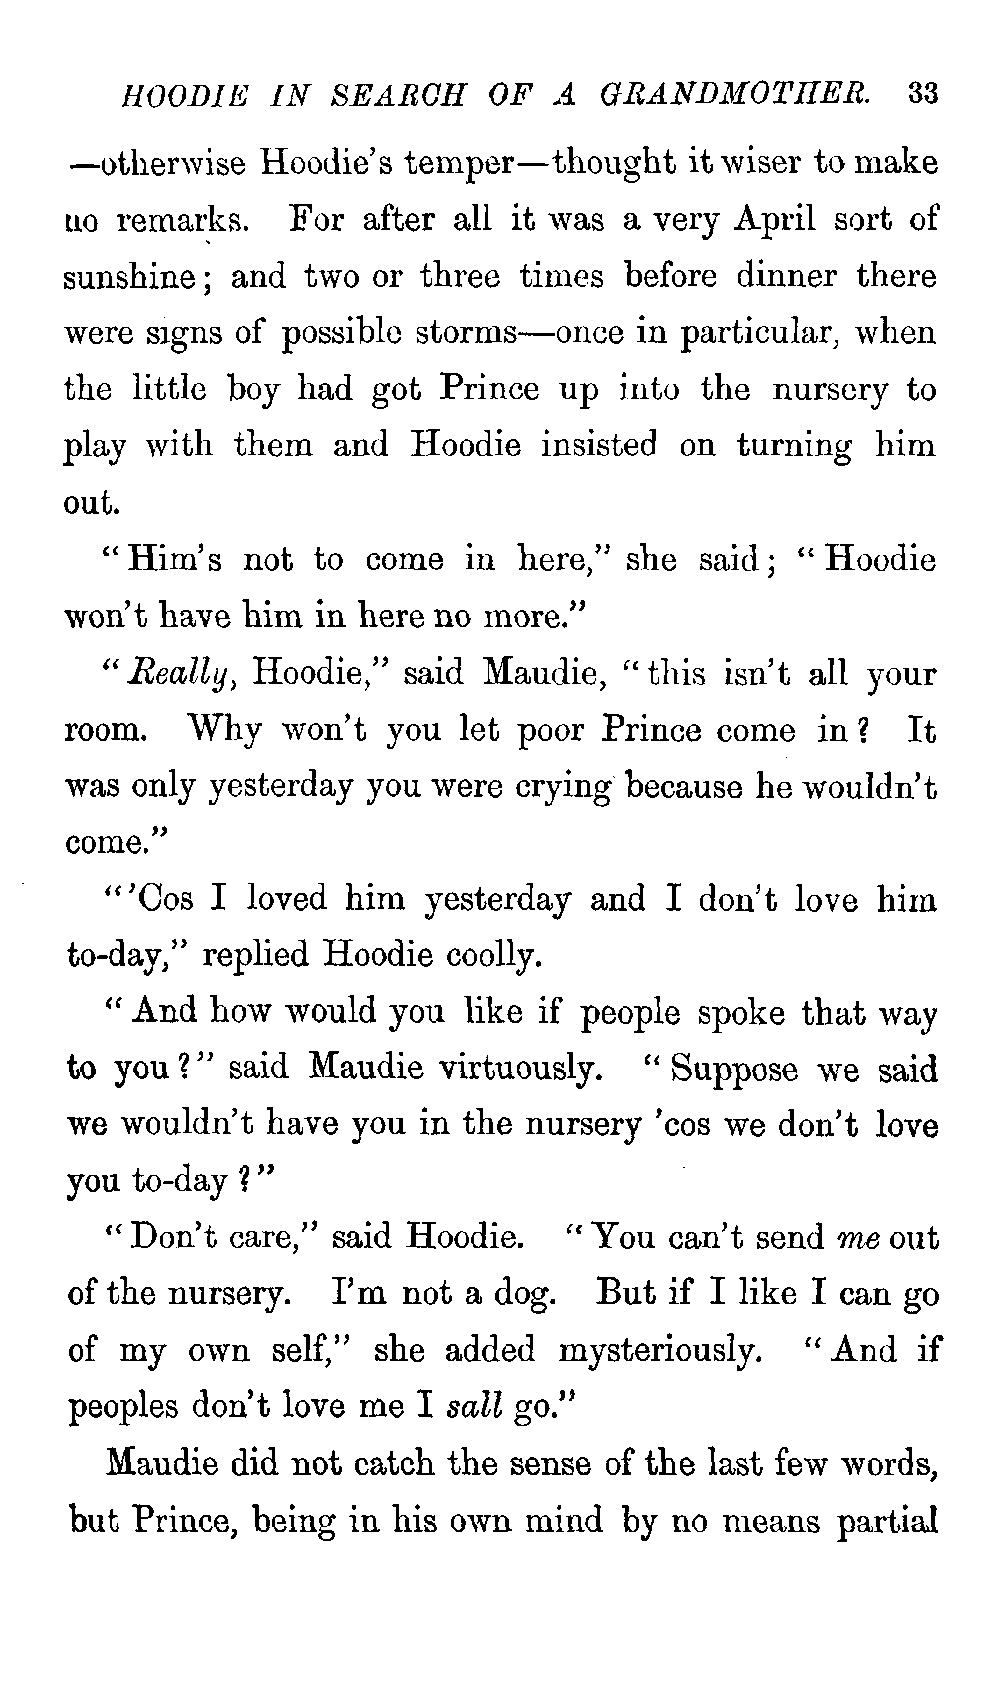 HOODIE IN SEARCH OF A GRANDMOTHER. 33
—otherwise Hoodie's temper—thought it wiser to make
no remarks. For after all it was a very April sort of
sunshine; and two or three times before dinner there
were signs of possible storms—once in particular, when
the little boy had got Prince up into the nursery to
play with them and Hoodie insisted on turning him
out.
"Him's not to come in here," she said; "Hoodie
won't have him in here no more."
"Really, Hoodie," said Maudie, "this isn't all your
room. Why won't you let poor Prince come in? It
was only yesterday you were crying because he wouldn't
come."
"'Cos I loved him yesterday and I don't love him
to-day," replied Hoodie coolly.
"And how would you like if people spoke that way
to you?" said Maudie virtuously. "Suppose we said
we wouldn't have you in the nursery 'cos we don't love
you to-day?"
"Don't care," said Hoodie. "You can't send me out
of the nursery. I'm not a dog. But if I like I can go
of my own self," she added mysteriously. "And if
peoples don't love me I sall go."
Maudie did not catch the sense of the last few words,
but Prince, being in his own mind by no means partial